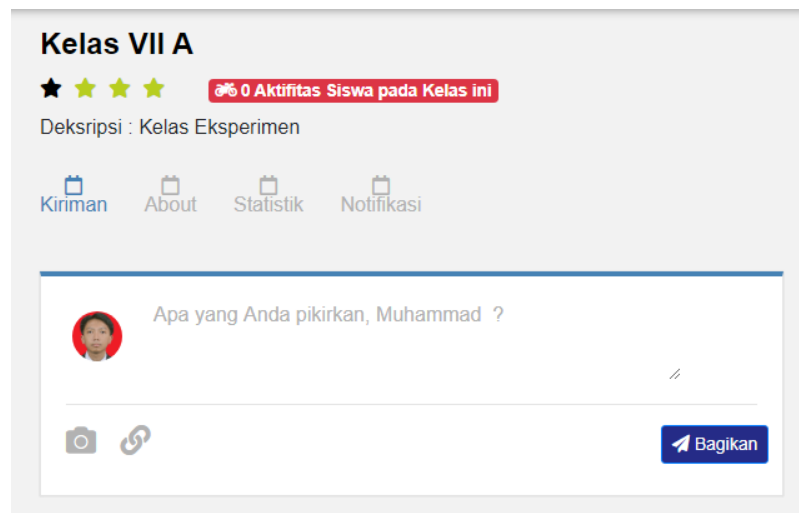 Kelas VII A
0 Aktifitas Siswa pada Kelas ini
Deksripsi : Kelas Eksperimen
Kiriman About Statistik Notifikasi
Apa yang Anda pikirkan, Muhammad ?
Bagikan